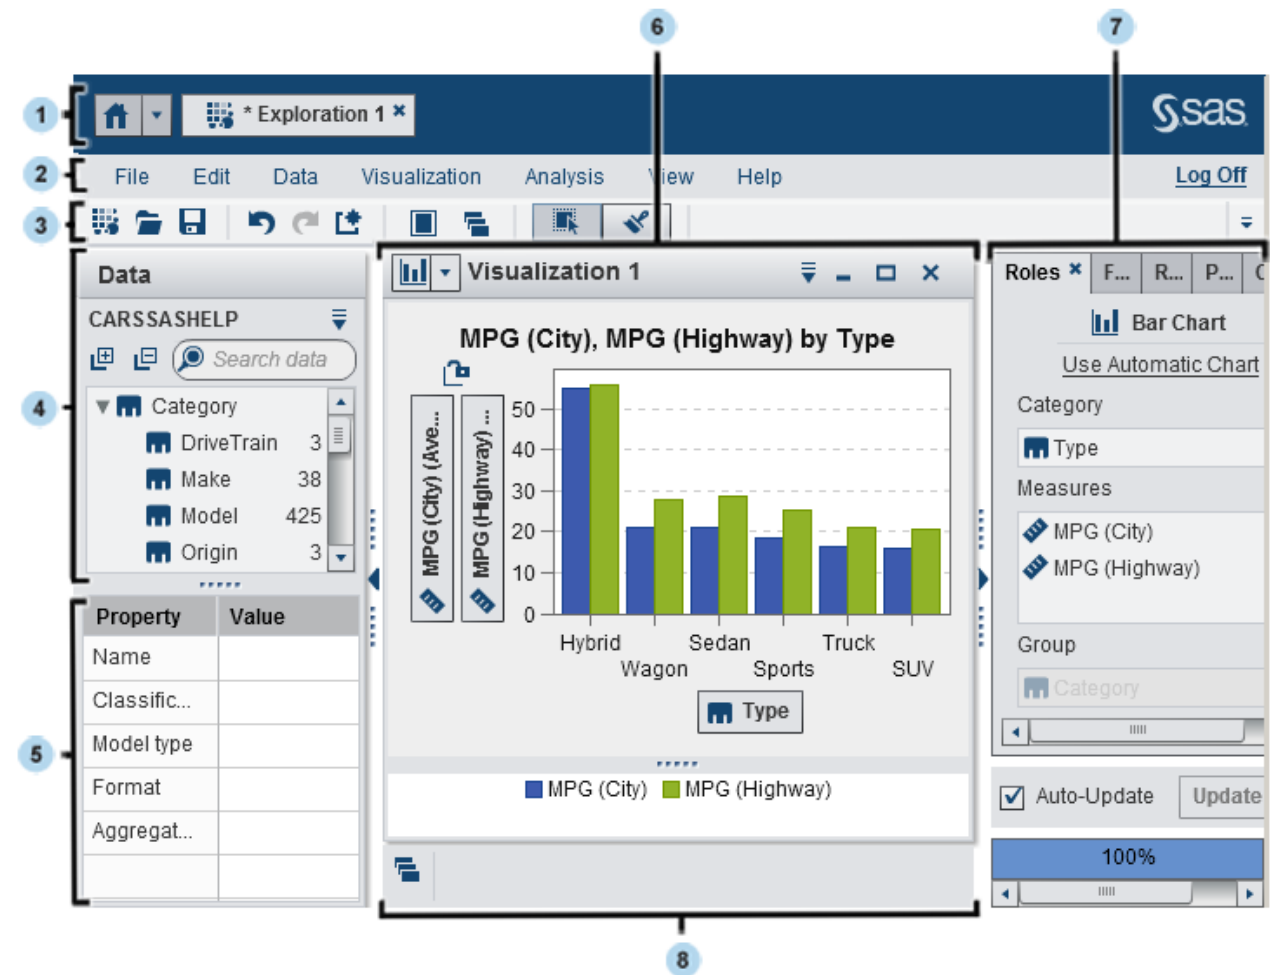 6
7
1
* Exploration 1
sas
2
File Edit Data Visualization Analysis View Help Log Off
3
Data
CARSSASHELP
Search data
4
Category
DriveTrain 3
Make 38
Model 425
Origin 3
5
Property Value
Name
Classific...
Model type
Format
Aggregat...
Visualization 1
MPG (City), MPG (Highway) by Type
MPG (City) (Ave...
MPG (Highway) ...
50
40
30
20
10
0
Hybrid
Wagon
Sedan
Sports
Truck
SUV
Type
MPG (City) MPG (Highway)
Roles F... R... P...
Bar Chart
Use Automatic Chart
Category
Type
Measures
MPG (City)
MPG (Highway)
Group
Category
Auto-Update Update
100%
8